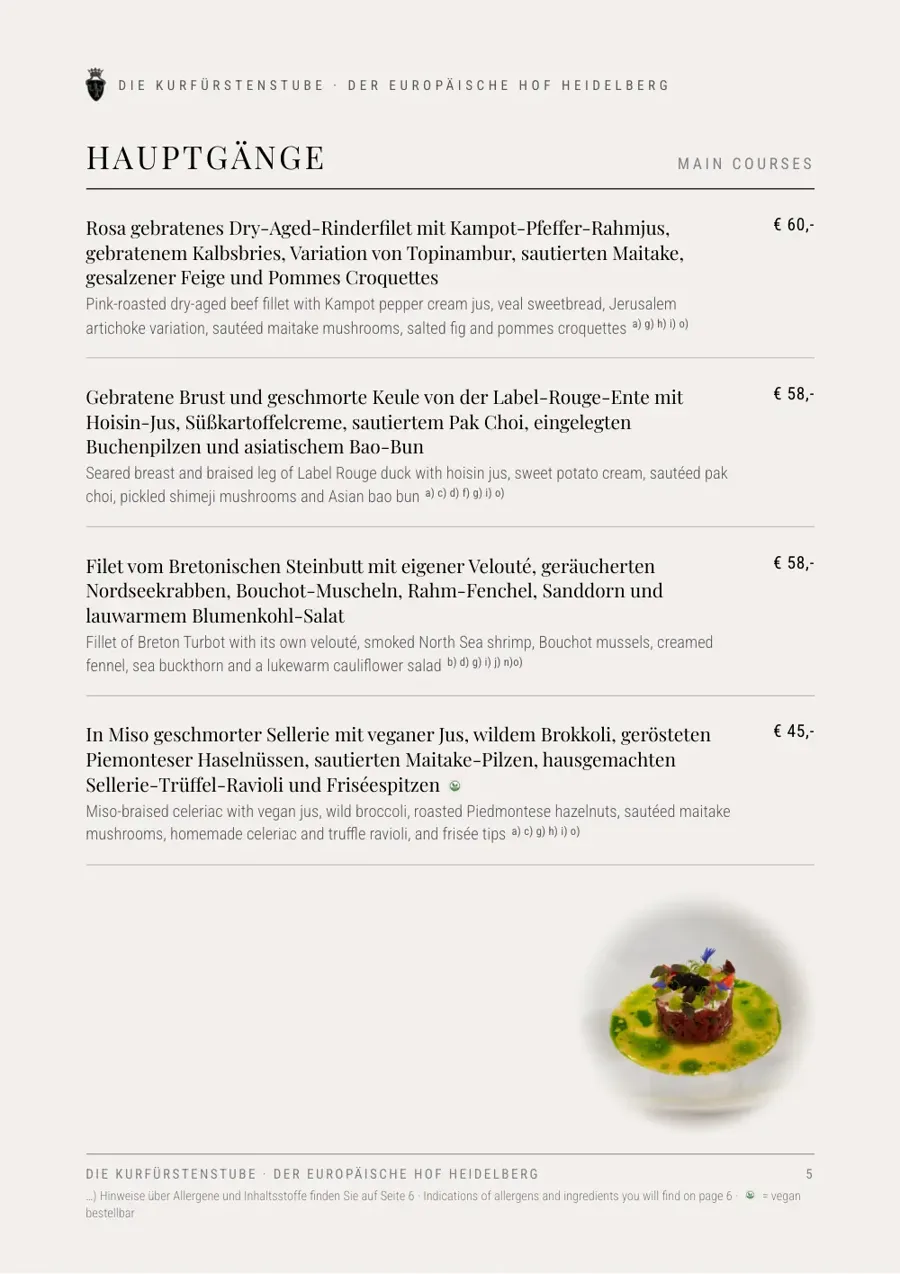 DIE KURFÜRSTENSTUBE · DER EUROPÄISCHE HOF HEIDELBERG
HAUPTGÄNGE
MAIN COURSES
Rosa gebratenes Dry-Aged-Rinderfilet mit Kampot-Pfeffer-Rahmjus,
€ 60,-
gebratenem Kalbsbries, Variation von Topinambur, sautierten Maitake,
gesalzener Feige und Pommes Croquettes
Pink-roasted dry-aged beef fillet with Kampot pepper cream jus, veal sweetbread, Jerusalem
artichoke variation, sautéed maitake mushrooms, salted fig and pommes croquettes a) g) h) i) o)
Gebratene Brust und geschmorte Keule von der Label-Rouge-Ente mit
€ 58,-
Hoisin-Jus, Süßkartoffelcreme, sautiertem Pak Choi, eingelegten
Buchenpilzen und asiatischem Bao-Bun
Seared breast and braised leg of Label Rouge duck with hoisin jus, sweet potato cream, sautéed pak
choi, pickled shimeji mushrooms and Asian bao bun a) c) d) f) g) i) o)
Filet vom Bretonischen Steinbutt mit eigener Velouté, geräucherten
€ 58,-
Nordseekrabben, Bouchot-Muscheln, Rahm-Fenchel, Sanddorn und
lauwarmem Blumenkohl-Salat
Fillet of Breton Turbot with its own velouté, smoked North Sea shrimp, Bouchot mussels, creamed
fennel, sea buckthorn and a lukewarm cauliflower salad b) d) g) i) j) n)o)
In Miso geschmorter Sellerie mit veganer Jus, wildem Brokkoli, gerösteten
€ 45,-
Piemonteser Haselnüssen, sautierten Maitake-Pilzen, hausgemachten
Sellerie-Trüffel-Ravioli und Friséespitzen
Miso-braised celeriac with vegan jus, wild broccoli, roasted Piedmontese hazelnuts, sautéed maitake
mushrooms, homemade celeriac and truffle ravioli, and frisée tips a) c) g) h) i) o)
DIE KURFÜRSTENSTUBE · DER EUROPÄISCHE HOF HEIDELBERG
5
...) Hinweise über Allergene und Inhaltsstoffe finden Sie auf Seite 6 · Indications of allergens and ingredients you will find on page 6 · = vegan
bestellbar